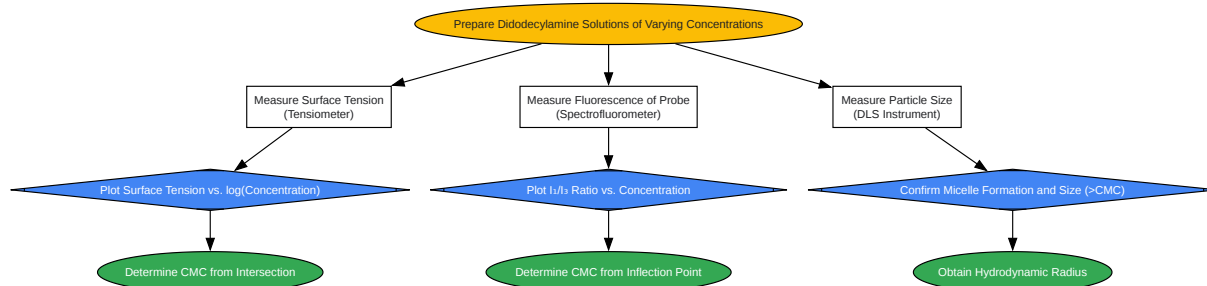 Prepare Didodecylamine Solutions of Varying Concentrations
Measure Surface Tension
(Tensiometer)
Measure Fluorescence of Probe
(Spectrofluorometer)
Measure Particle Size
(DLS Instrument)
Plot Surface Tension vs. log(Concentration)
Plot I₁/I₃ Ratio vs. Concentration
Confirm Micelle Formation and Size (>CMC)
Determine CMC from Intersection
Determine CMC from Inflection Point
Obtain Hydrodynamic Radius